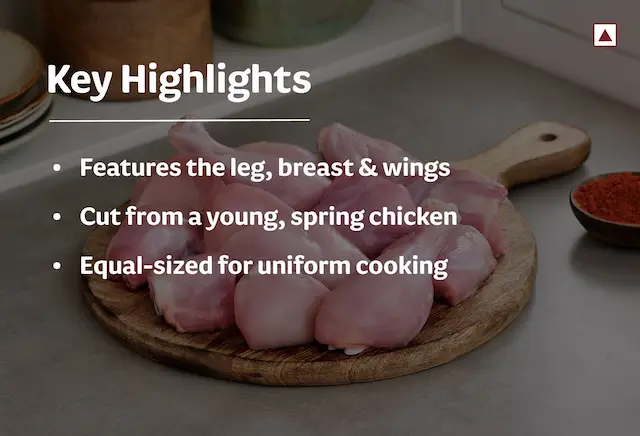 Key Highlights
• Features the leg, breast & wings
• Cut from a young, spring chicken
• Equal-sized for uniform cooking